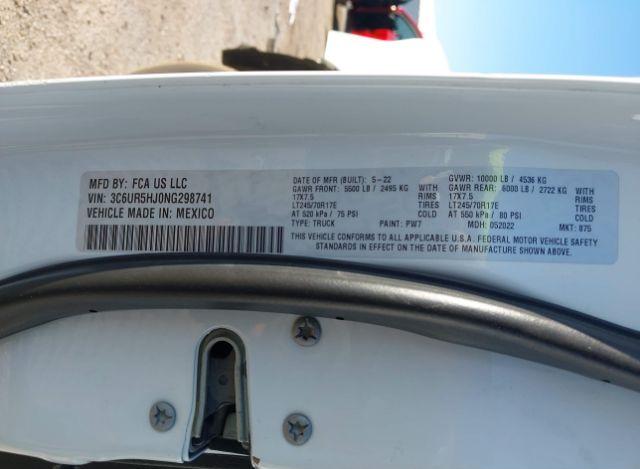 MFD BY: FCA US LLC
VIN: 3C6UR5HJ0NG298741
VEHICLE MADE IN: MEXICO
DATE OF MFR (BUILT): 5-22 GVWR: 10000 LB / 4536 KG
GAWR FRONT: 5500 LB / 2495 KG WITH GAWR REAR: 6000 LB / 2722 KG WITH
17X7.5 RIMS 17X7.5 RIMS
LT245/70R17E TIRES LT245/70R17E TIRES
AT 520 kPa / 75 PSI COLD AT 550 kPa / 80 PSI COLD
TYPE: TRUCK PAINT: PW7 MDH: 052022 MKT: 875
THIS VEHICLE CONFORMS TO ALL APPLICABLE U.S.A. FEDERAL MOTOR VEHICLE SAFETY
STANDARDS IN EFFECT ON THE DATE OF MANUFACTURE SHOWN ABOVE.